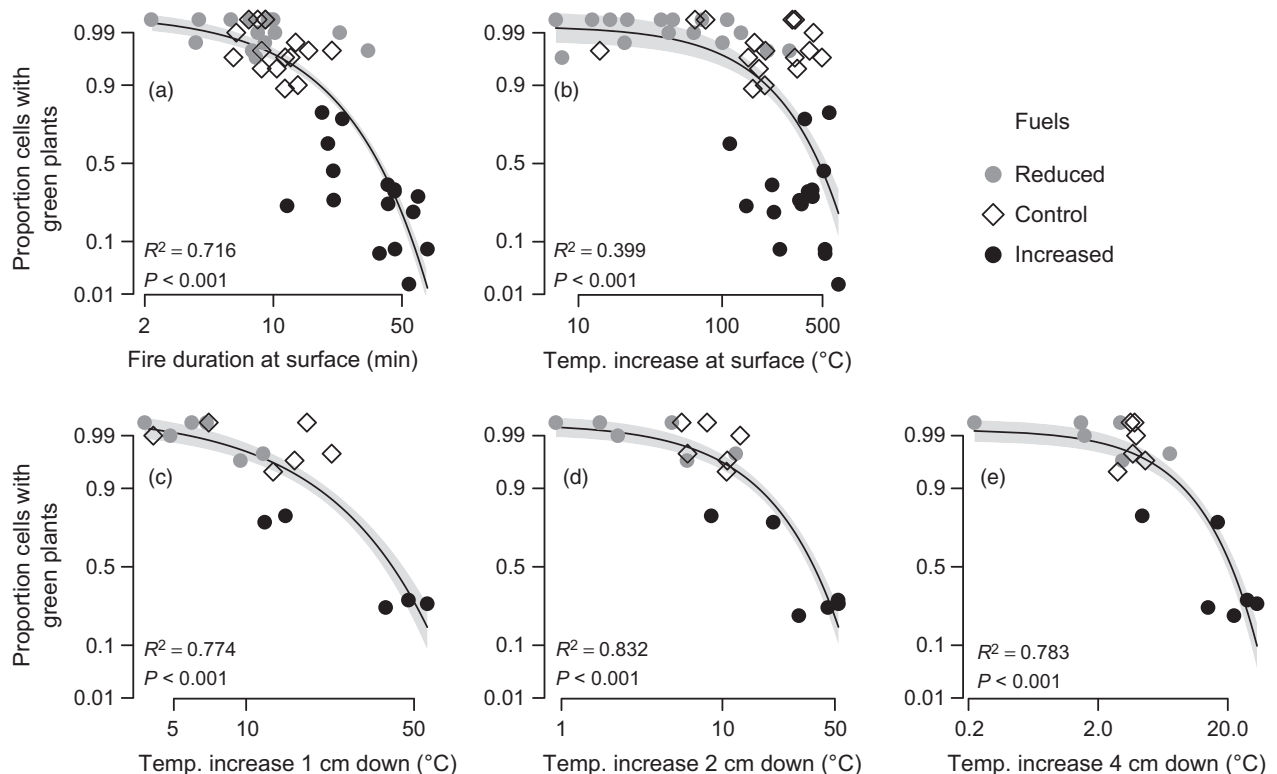 Proportion cells with
green plants
0.99
0.9
0.5
0.1
0.01
(a)
R² = 0.716
P < 0.001
2 10 50
Fire duration at surface (min)
0.99
0.9
0.5
0.1
0.01
(b)
R² = 0.399
P < 0.001
10 100 500
Temp. increase at surface (°C)
Fuels
Reduced
Control
Increased
Proportion cells with
green plants
0.99
0.9
0.5
0.1
0.01
(c)
R² = 0.774
P < 0.001
5 10 50
Temp. increase 1 cm down (°C)
0.99
0.9
0.5
0.1
0.01
(d)
R² = 0.832
P < 0.001
1 10 50
Temp. increase 2 cm down (°C)
0.99
0.9
0.5
0.1
0.01
(e)
R² = 0.783
P < 0.001
0.2 2.0 20.0
Temp. increase 4 cm down (°C)